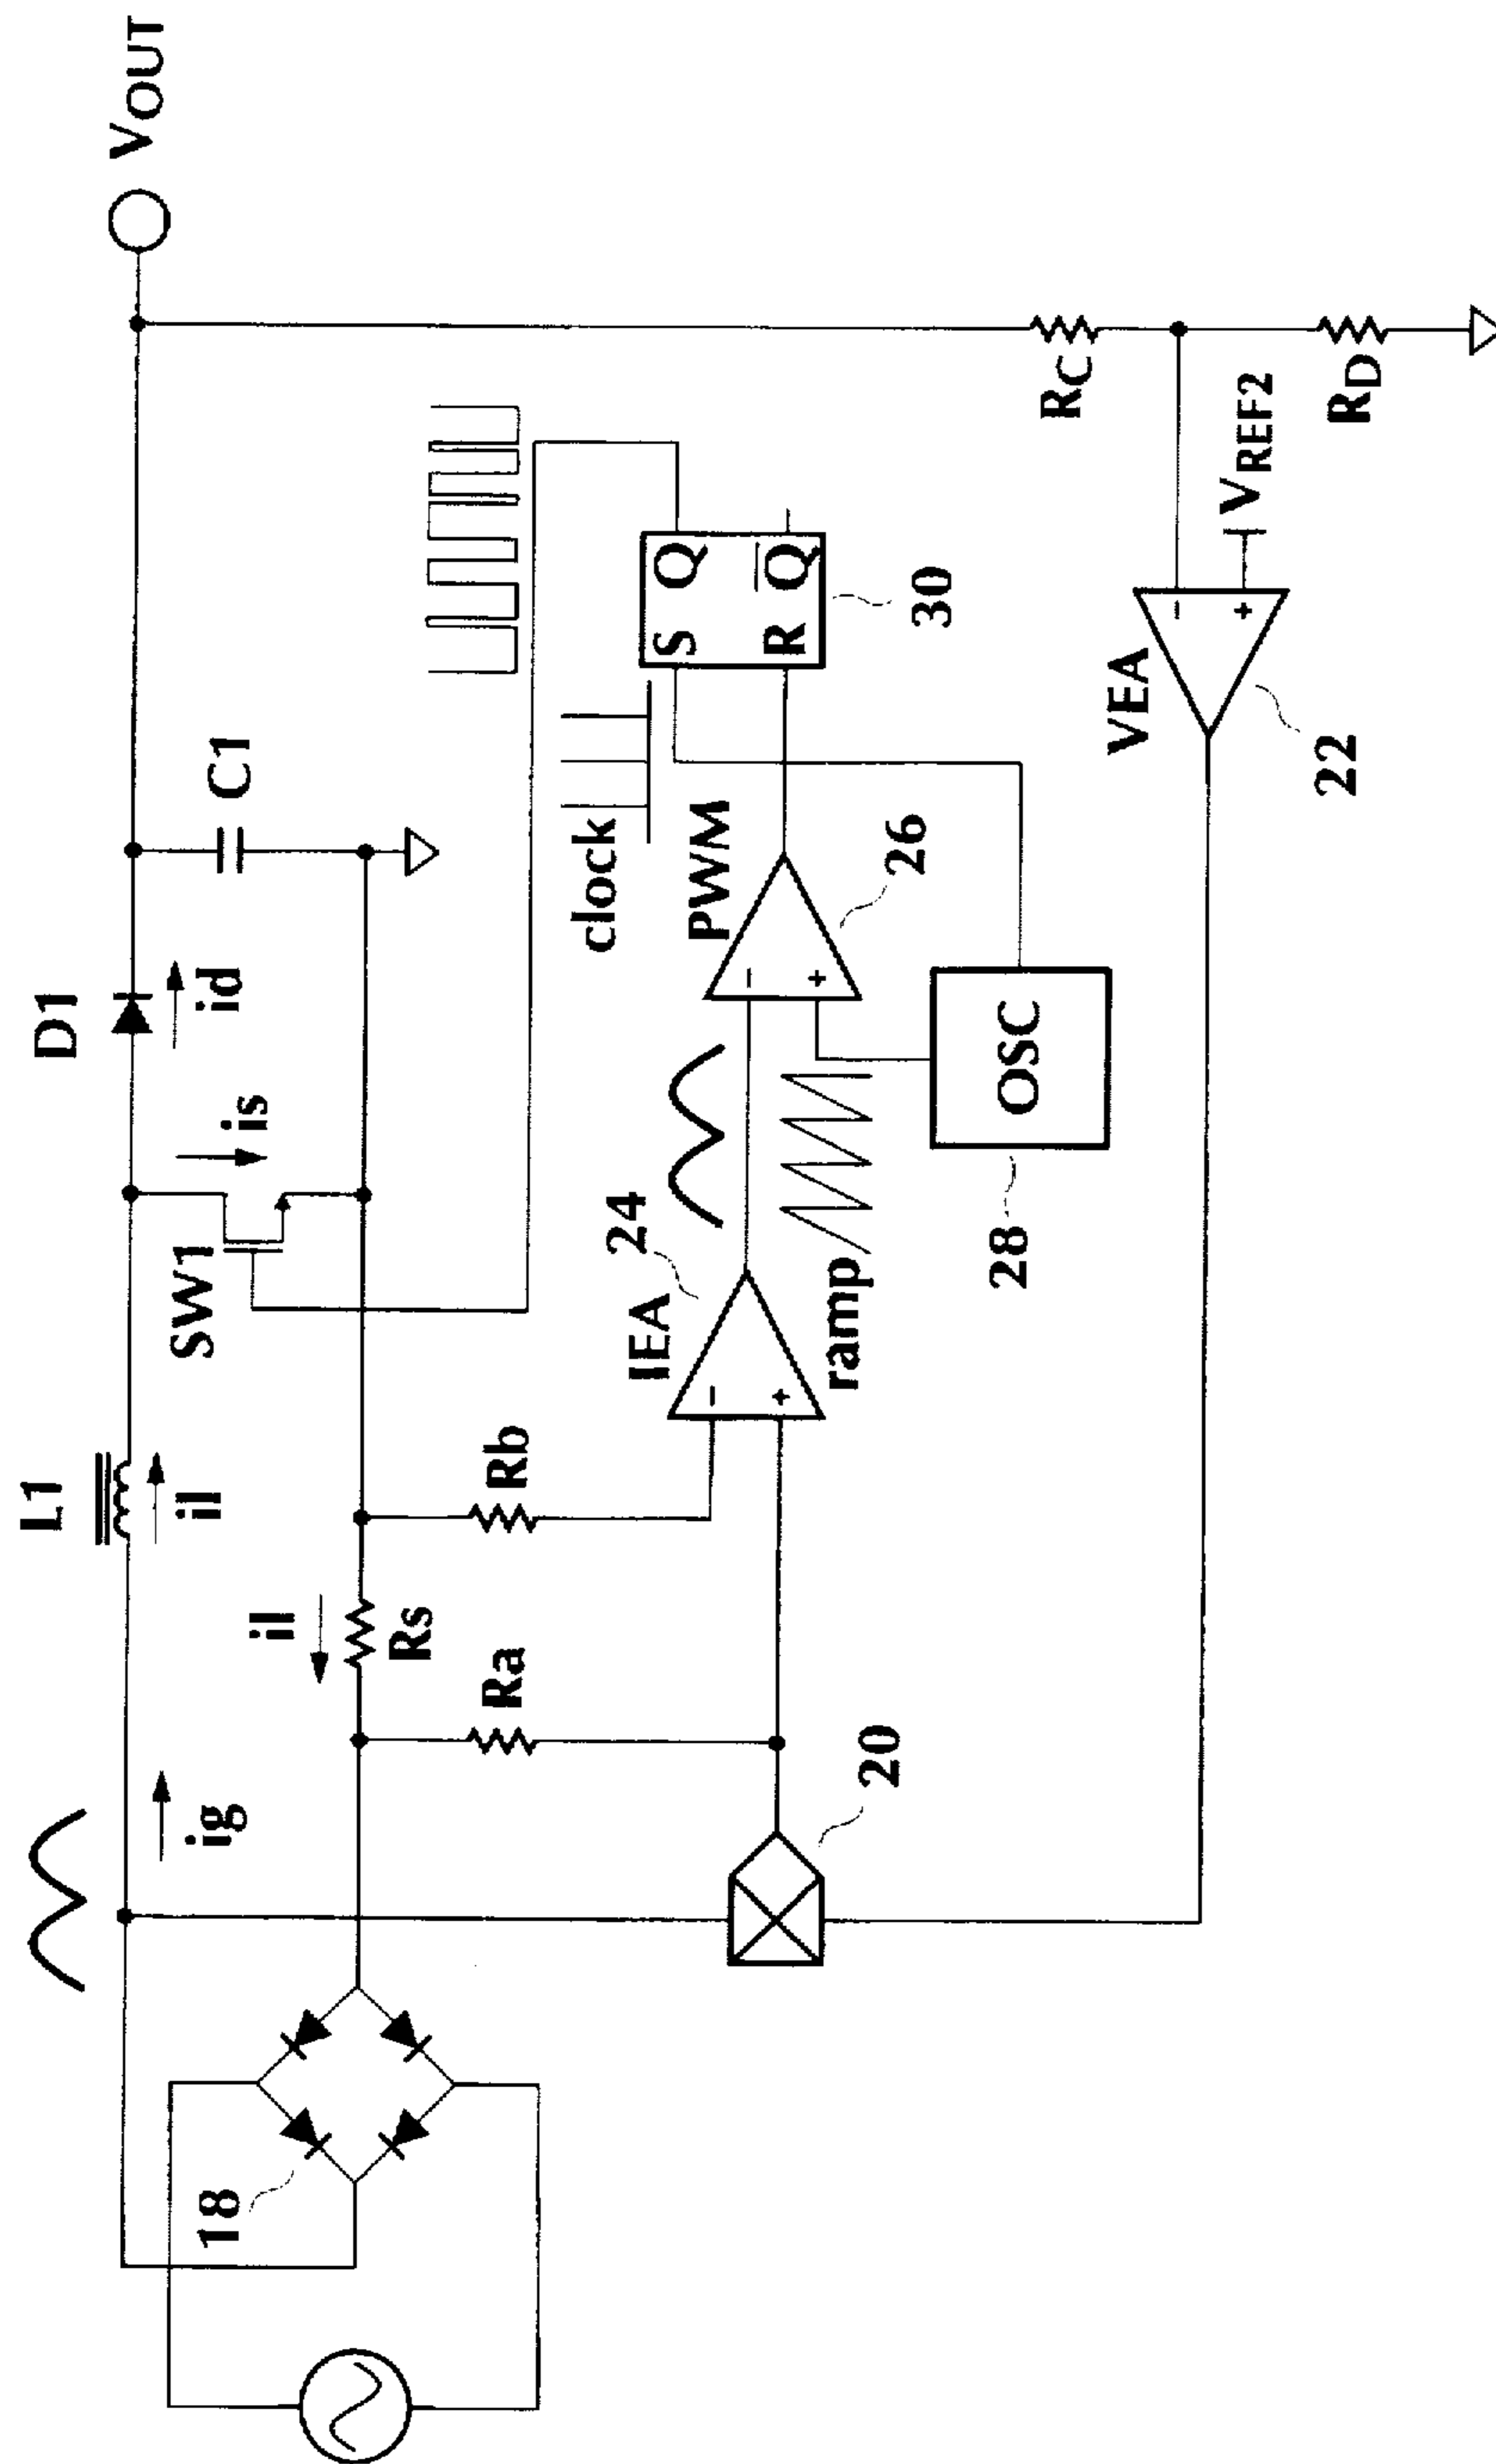 L1
D1
VOUT
il
id
C1
ig
SW1
is
18
il
Rs
Ra
Rb
IEA
24
clock
PWM
S
Q
R
Q
30
RC
-
+
-
+
ramp
26
20
28
OSC
VEA
-
+
22
VREF2
RD